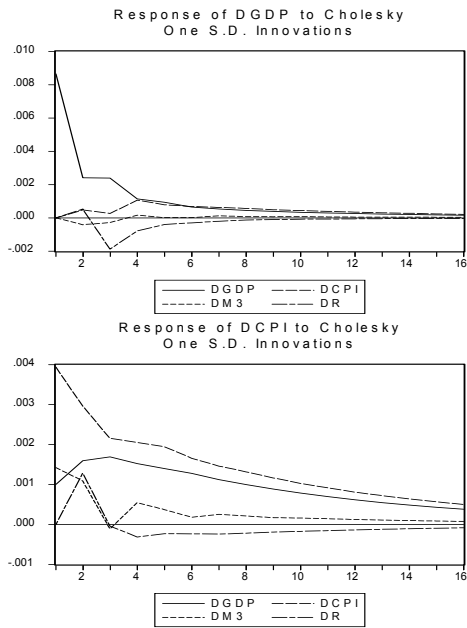 Response of DGDP to Cholesky
One S.D. Innovations
.010
.008
.006
.004
.002
.000
-.002
2 4 6 8 10 12 14 16
DGDP DCPI
DM3 DR
Response of DCPI to Cholesky
One S.D. Innovations
.004
.003
.002
.001
.000
-.001
2 4 6 8 10 12 14 16
DGDP DCPI
DM3 DR